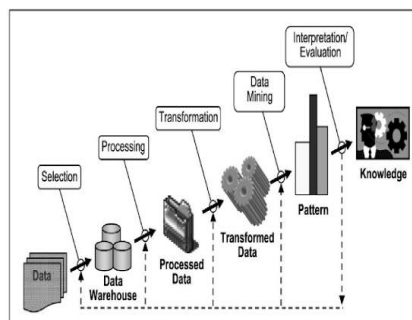 Interpretation/
Evaluation
Data
Mining
Transformation
Processing
Selection
Knowledge
Pattern
Transformed
Data
Processed
Data
Data
Warehouse
Data